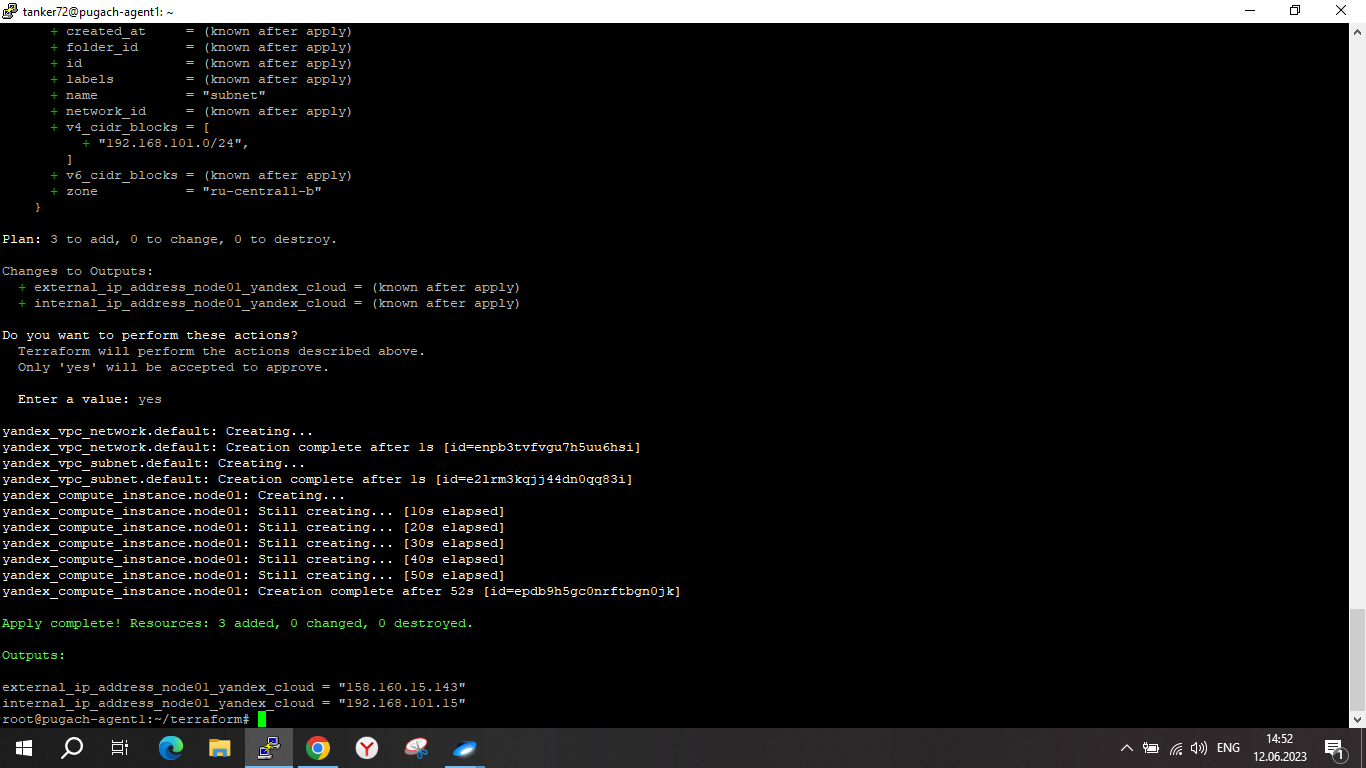 tanker72@pugach-agent1: ~
+ created_at = (known after apply)
+ folder_id = (known after apply)
+ id = (known after apply)
+ labels = (known after apply)
+ name = "subnet"
+ network_id = (known after apply)
+ v4_cidr_blocks = [
+ "192.168.101.0/24",
]
+ v6_cidr_blocks = (known after apply)
+ zone = "ru-central1-b"
}
Plan: 3 to add, 0 to change, 0 to destroy.
Changes to Outputs:
+ external_ip_address_node01_yandex_cloud = (known after apply)
+ internal_ip_address_node01_yandex_cloud = (known after apply)
Do you want to perform these actions?
Terraform will perform the actions described above.
Only 'yes' will be accepted to approve.
Enter a value: yes
yandex_vpc_network.default: Creating...
yandex_vpc_network.default: Creation complete after 1s [id=enpb3tvfvgu7h5uu6hsi]
yandex_vpc_subnet.default: Creating...
yandex_vpc_subnet.default: Creation complete after 1s [id=e2lrm3kqjj44dn0qq83i]
yandex_compute_instance.node01: Creating...
yandex_compute_instance.node01: Still creating... [10s elapsed]
yandex_compute_instance.node01: Still creating... [20s elapsed]
yandex_compute_instance.node01: Still creating... [30s elapsed]
yandex_compute_instance.node01: Still creating... [40s elapsed]
yandex_compute_instance.node01: Still creating... [50s elapsed]
yandex_compute_instance.node01: Creation complete after 52s [id=epdb9h5gc0nrftbgn0jk]
Apply complete! Resources: 3 added, 0 changed, 0 destroyed.
Outputs:
external_ip_address_node01_yandex_cloud = "158.160.15.143"
internal_ip_address_node01_yandex_cloud = "192.168.101.15"
root@pugach-agent1:~/terraform#
ENG
14:52
12.06.2023
1